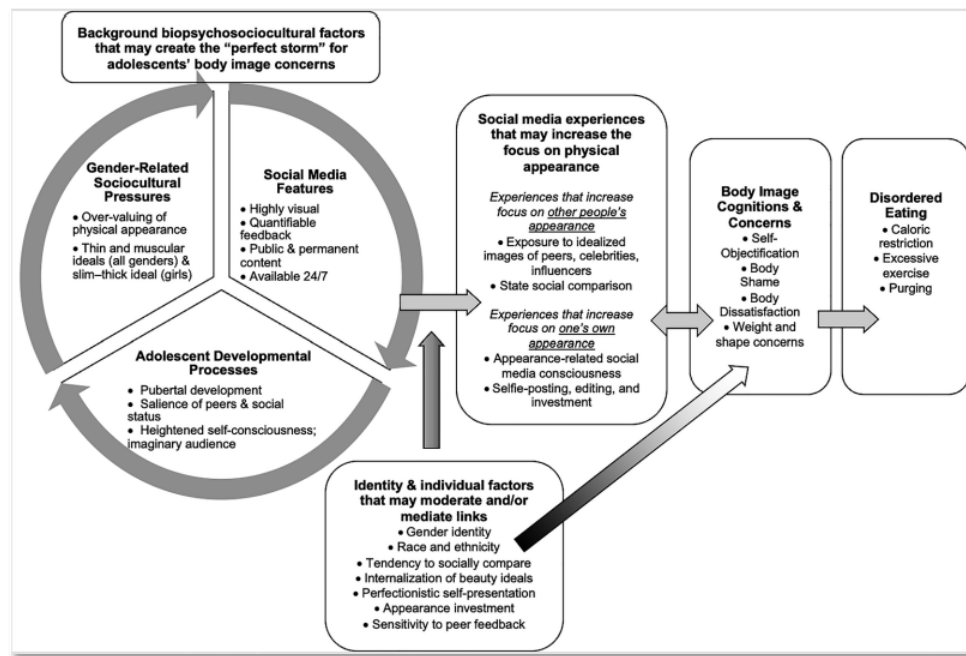 Background biopsychosociocultural factors
that may create the “perfect storm” for
adolescents’ body image concerns
Gender-Related
Sociocultural
Pressures
• Over-valuing of
physical appearance
• Thin and muscular
ideals (all genders) &
slim–thick ideal (girls)
Social Media
Features
• Highly visual
• Quantifiable
feedback
• Public & permanent
content
• Available 24/7
Adolescent Developmental
Processes
• Pubertal development
• Salience of peers & social
status
• Heightened self-consciousness;
imaginary audience
Social media experiences
that may increase the
focus on physical
appearance
Experiences that increase
focus on other people’s
appearance
• Exposure to idealized
images of peers, celebrities,
influencers
• State social comparison
Experiences that increase
focus on one’s own
appearance
• Appearance-related social
media consciousness
• Selfie-posting, editing, and
investment
Body Image
Cognitions &
Concerns
• Self-
Objectification
• Body
Shame
• Body
Dissatisfaction
• Weight and
shape concerns
Disordered
Eating
• Caloric
restriction
• Excessive
exercise
• Purging
Identity & individual factors
that may moderate and/or
mediate links
• Gender identity
• Race and ethnicity
• Tendency to socially compare
• Internalization of beauty ideals
• Perfectionistic self-presentation
• Appearance investment
• Sensitivity to peer feedback